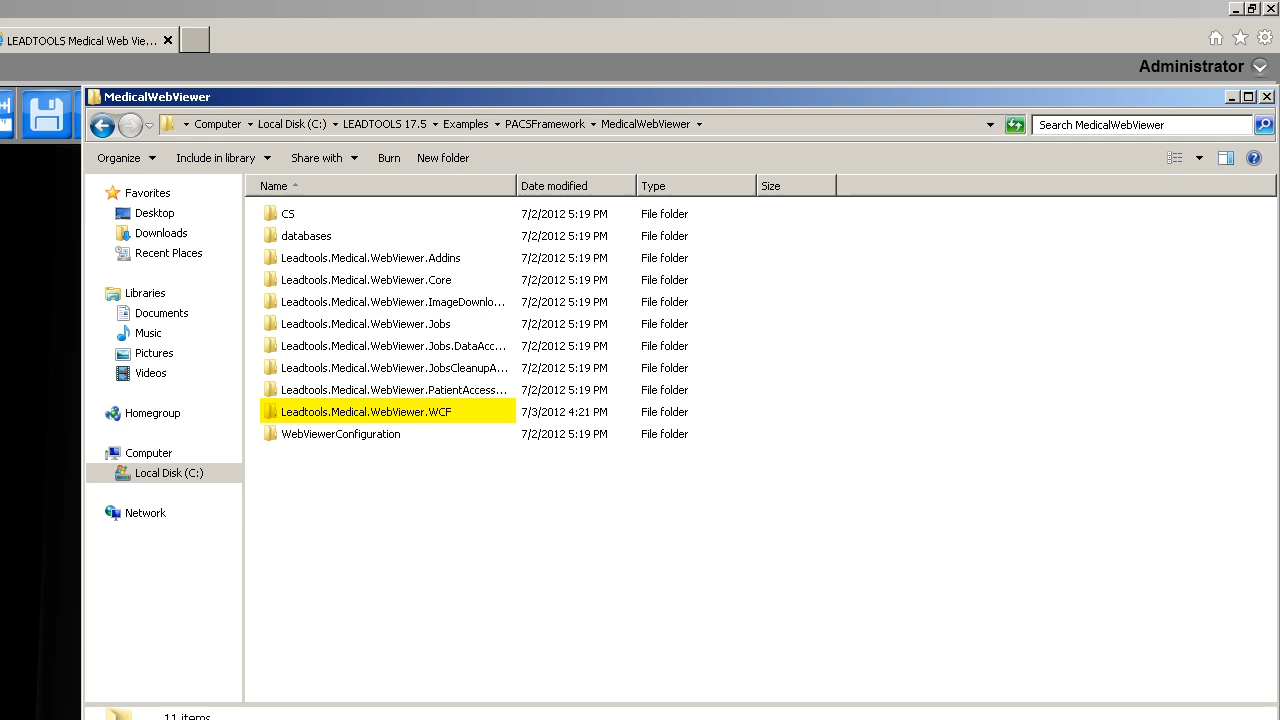 LEADTOOLS Medical Web Vie...
Administrator
MedicalWebViewer
Computer Local Disk (C:) LEADTOOLS 17.5 Examples PACSFramework MedicalWebViewer
Search MedicalWebViewer
Organize Include in library Share with Burn New folder
Name Date modified Type Size
Favorites
Desktop
Downloads
Recent Places
Libraries
Documents
Music
Pictures
Videos
Homegroup
Computer
Local Disk (C:)
Network
CS 7/2/2012 5:19 PM File folder
databases 7/2/2012 5:19 PM File folder
Leadtools.Medical.WebViewer.Addins 7/2/2012 5:19 PM File folder
Leadtools.Medical.WebViewer.Core 7/2/2012 5:19 PM File folder
Leadtools.Medical.WebViewer.ImageDownlo... 7/2/2012 5:19 PM File folder
Leadtools.Medical.WebViewer.Jobs 7/2/2012 5:19 PM File folder
Leadtools.Medical.WebViewer.Jobs.DataAcc... 7/2/2012 5:19 PM File folder
Leadtools.Medical.WebViewer.JobsCleanupA... 7/2/2012 5:19 PM File folder
Leadtools.Medical.WebViewer.PatientAccess... 7/2/2012 5:19 PM File folder
Leadtools.Medical.WebViewer.WCF 7/3/2012 4:21 PM File folder
WebViewerConfiguration 7/2/2012 5:19 PM File folder
11 items